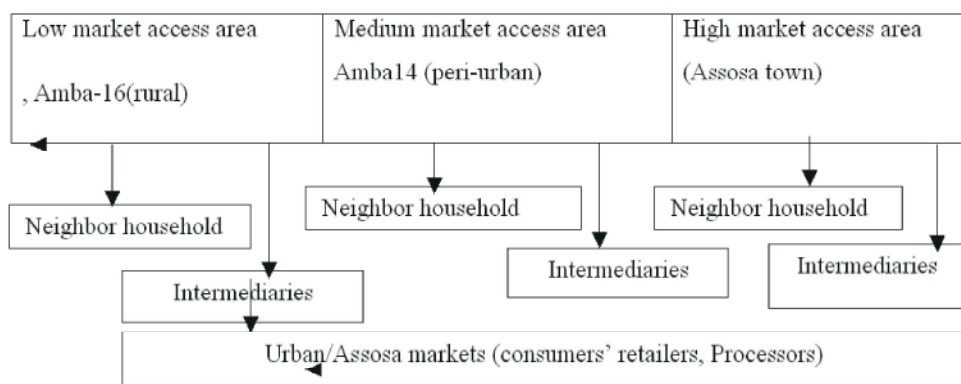 Low market access area
, Amba-16(rural)
Medium market access area
Amba14 (peri-urban)
High market access area
(Assosa town)
Neighbor household
Neighbor household
Neighbor household
Intermediaries
Intermediaries
Intermediaries
Urban/Assosa markets (consumers’ retailers, Processors)